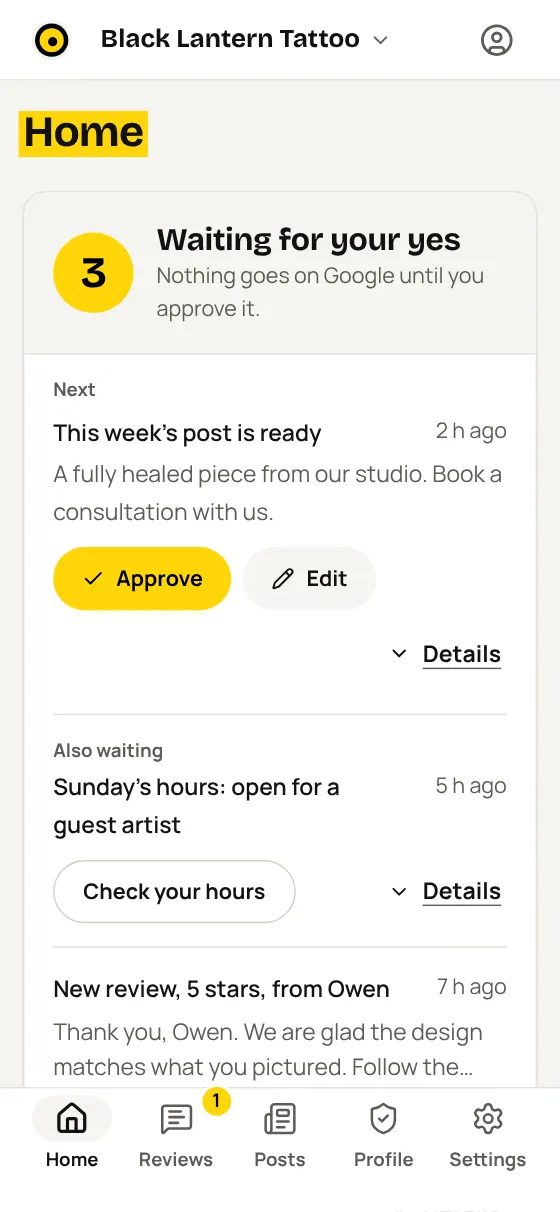 Black Lantern Tattoo
Home
3
Waiting for your yes
Nothing goes on Google until you
approve it.
Next
This week’s post is ready
2 h ago
A fully healed piece from our studio. Book a
consultation with us.
Approve
Edit
Details
Also waiting
Sunday’s hours: open for a
guest artist
5 h ago
Check your hours
Details
New review, 5 stars, from Owen
7 h ago
Thank you, Owen. We are glad the design
matches what you pictured. Follow the…
1
Home
Reviews
Posts
Profile
Settings